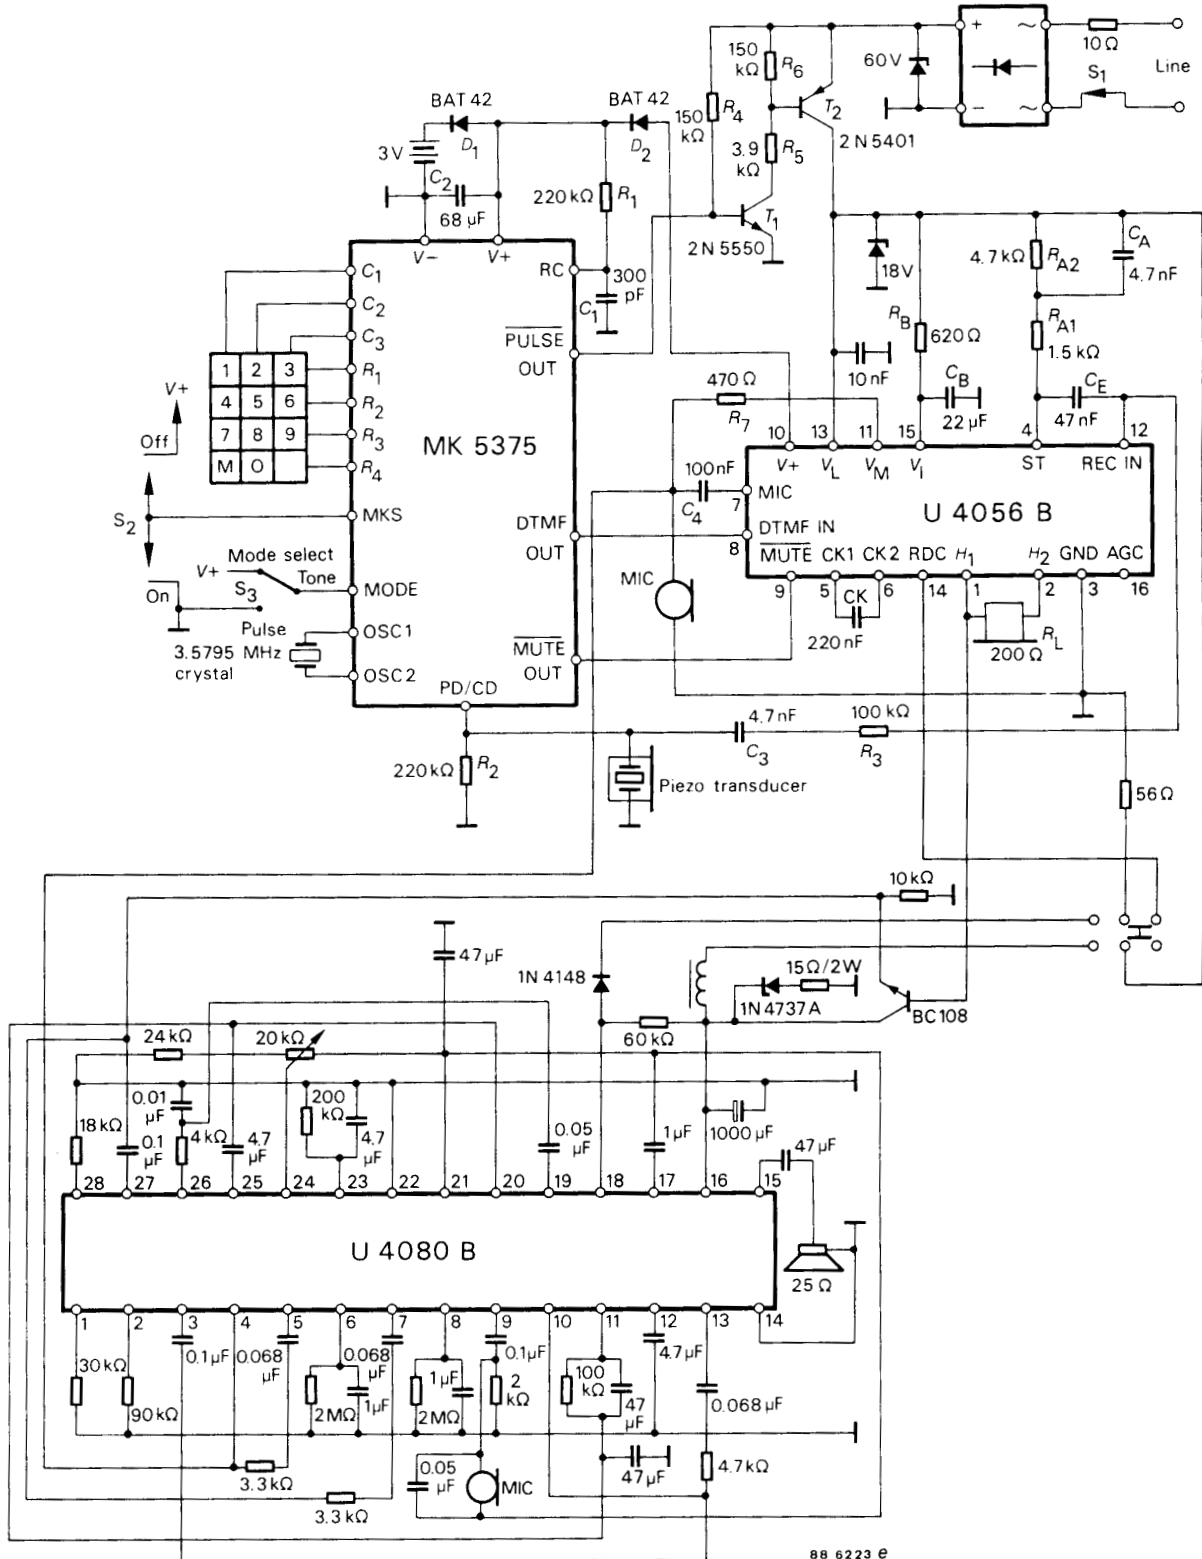 10 Ω
Line
S1
+
~
−
~
60 V
150 kΩ
R6
T2
2 N 5401
R4
150 kΩ
3.9 kΩ
R5
T1
2 N 5550
BAT 42
D1
BAT 42
D2
3 V
C2
68 µF
220 kΩ
R1
300 pF
C1
18 V
RB
620 Ω
4.7 kΩ
RA2
CA
4.7 nF
RA1
1.5 kΩ
10 nF
CB
22 µF
CE
47 nF
470 Ω
R7
100 nF
C4
V−
V+
C1
C2
C3
R1
R2
R3
R4
MKS
MODE
OSC1
OSC2
PD/CD
RC
PULSE OUT
DTMF OUT
MUTE OUT
MK 5375
1 2 3
4 5 6
7 8 9
M O
V+
Off
S2
On
Mode select
V+
Tone
S3
Pulse
3.5795 MHz crystal
10 13 11 15 4 12
V+ VL VM VI ST REC IN
7 MIC
8 DTMF IN
U 4056 B
MUTE CK1 CK2 RDC H1 H2 GND AGC
9 5 6 14 1 2 3 16
CK
220 nF
RL
200 Ω
MIC
220 kΩ
R2
4.7 nF
C3
100 kΩ
R3
Piezo transducer
56 Ω
10 kΩ
47 µF
1N 4148
15 Ω/2W
1N 4737A
BC 108
60 kΩ
24 kΩ
20 kΩ
0.01 µF
200 kΩ
18 kΩ
0.1 µF
4 kΩ
4.7 µF
4.7 µF
0.05 µF
1 µF
1000 µF
47 µF
28 27 26 25 24 23 22 21 20 19 18 17 16 15
U 4080 B
25 Ω
1 2 3 4 5 6 7 8 9 10 11 12 13 14
30 kΩ
90 kΩ
0.1 µF
0.068 µF
0.068 µF
2 MΩ
1 µF
1 µF
2 MΩ
0.1 µF
2 kΩ
100 kΩ
47 µF
4.7 µF
0.068 µF
3.3 kΩ
3.3 kΩ
0.05 µF
MIC
47 µF
4.7 kΩ
88 6223 e